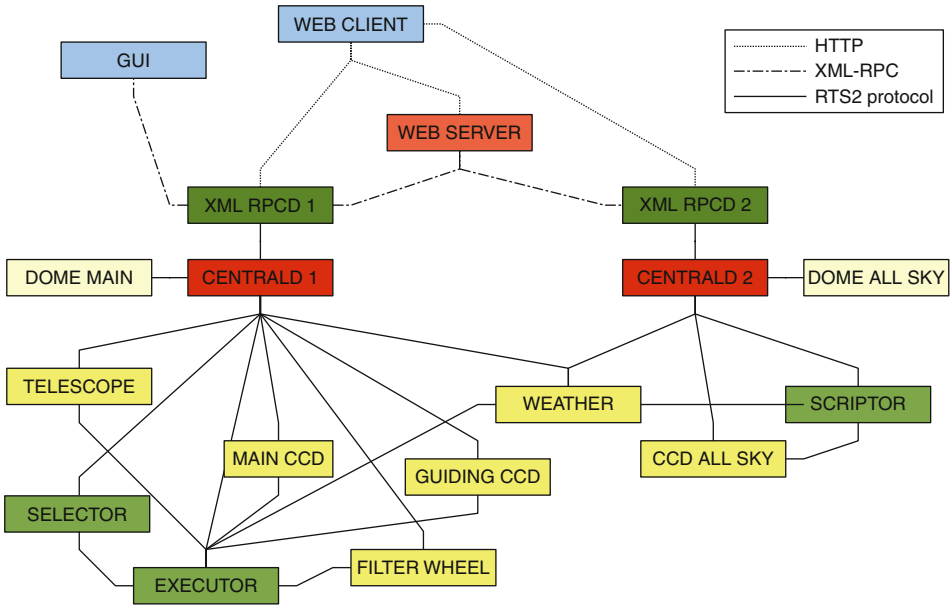 WEB CLIENT
HTTP
GUI
XML-RPC
RTS2 protocol
WEB SERVER
XML RPCD 1
XML RPCD 2
DOME MAIN
CENTRALD 1
CENTRALD 2
DOME ALL SKY
TELESCOPE
WEATHER
SCRIPTOR
MAIN CCD
GUIDING CCD
CCD ALL SKY
SELECTOR
FILTER WHEEL
EXECUTOR